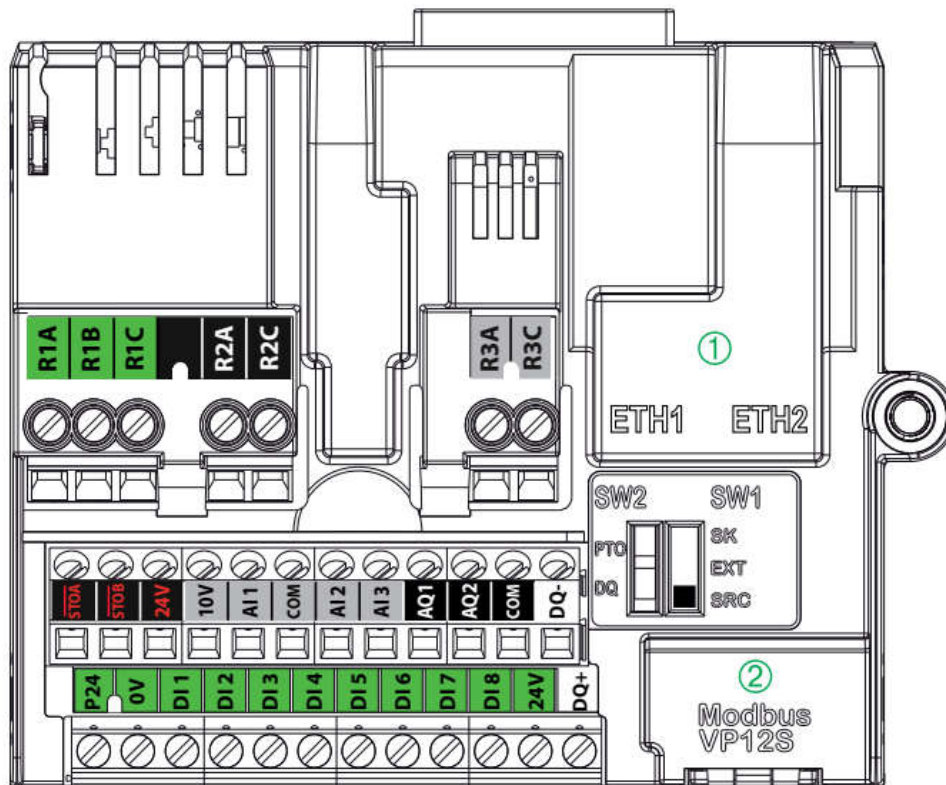 R1A R1B R1C R2A R2C R3A R3C
①
ETH1 ETH2
SW2 SW1
PTO SK
EXT
DQ SRC
STOA STOB 24V 10V AI1 COM AI2 AI3 AQ1 AQ2 COM DQ-
P24 0V DI1 DI2 DI3 DI4 DI5 DI6 DI7 DI8 24V DQ+
②
Modbus
VP12S